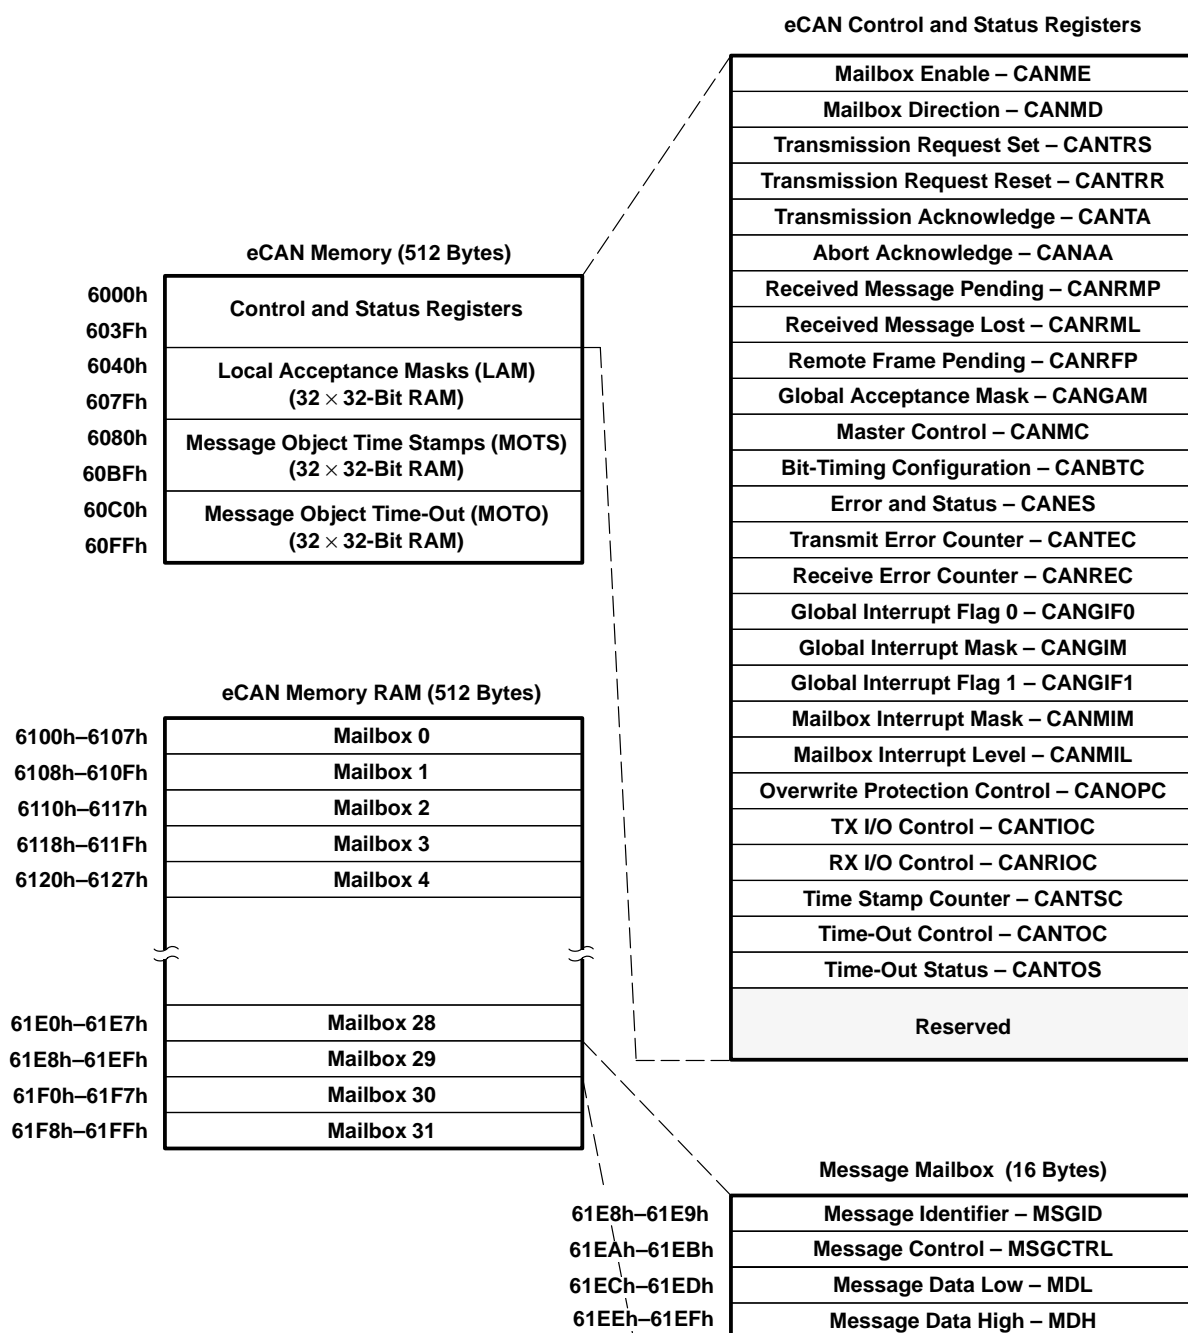 eCAN Control and Status Registers
Mailbox Enable – CANME
Mailbox Direction – CANMD
Transmission Request Set – CANTRS
Transmission Request Reset – CANTRR
Transmission Acknowledge – CANTA
Abort Acknowledge – CANAA
Received Message Pending – CANRMP
Received Message Lost – CANRML
Remote Frame Pending – CANRFP
Global Acceptance Mask – CANGAM
Master Control – CANMC
Bit-Timing Configuration – CANBTC
Error and Status – CANES
Transmit Error Counter – CANTEC
Receive Error Counter – CANREC
Global Interrupt Flag 0 – CANGIF0
Global Interrupt Mask – CANGIM
Global Interrupt Flag 1 – CANGIF1
Mailbox Interrupt Mask – CANMIM
Mailbox Interrupt Level – CANMIL
Overwrite Protection Control – CANOPC
TX I/O Control – CANTIOC
RX I/O Control – CANRIOC
Time Stamp Counter – CANTSC
Time-Out Control – CANTOC
Time-Out Status – CANTOS
Reserved
eCAN Memory (512 Bytes)
6000h
Control and Status Registers
603Fh
6040h
Local Acceptance Masks (LAM)
(32 × 32-Bit RAM)
607Fh
6080h
Message Object Time Stamps (MOTS)
(32 × 32-Bit RAM)
60BFh
60C0h
Message Object Time-Out (MOTO)
(32 × 32-Bit RAM)
60FFh
eCAN Memory RAM (512 Bytes)
6100h–6107h Mailbox 0
6108h–610Fh Mailbox 1
6110h–6117h Mailbox 2
6118h–611Fh Mailbox 3
6120h–6127h Mailbox 4
61E0h–61E7h Mailbox 28
61E8h–61EFh Mailbox 29
61F0h–61F7h Mailbox 30
61F8h–61FFh Mailbox 31
Message Mailbox (16 Bytes)
61E8h–61E9h Message Identifier – MSGID
61EAh–61EBh Message Control – MSGCTRL
61ECh–61EDh Message Data Low – MDL
61EEh–61EFh Message Data High – MDH